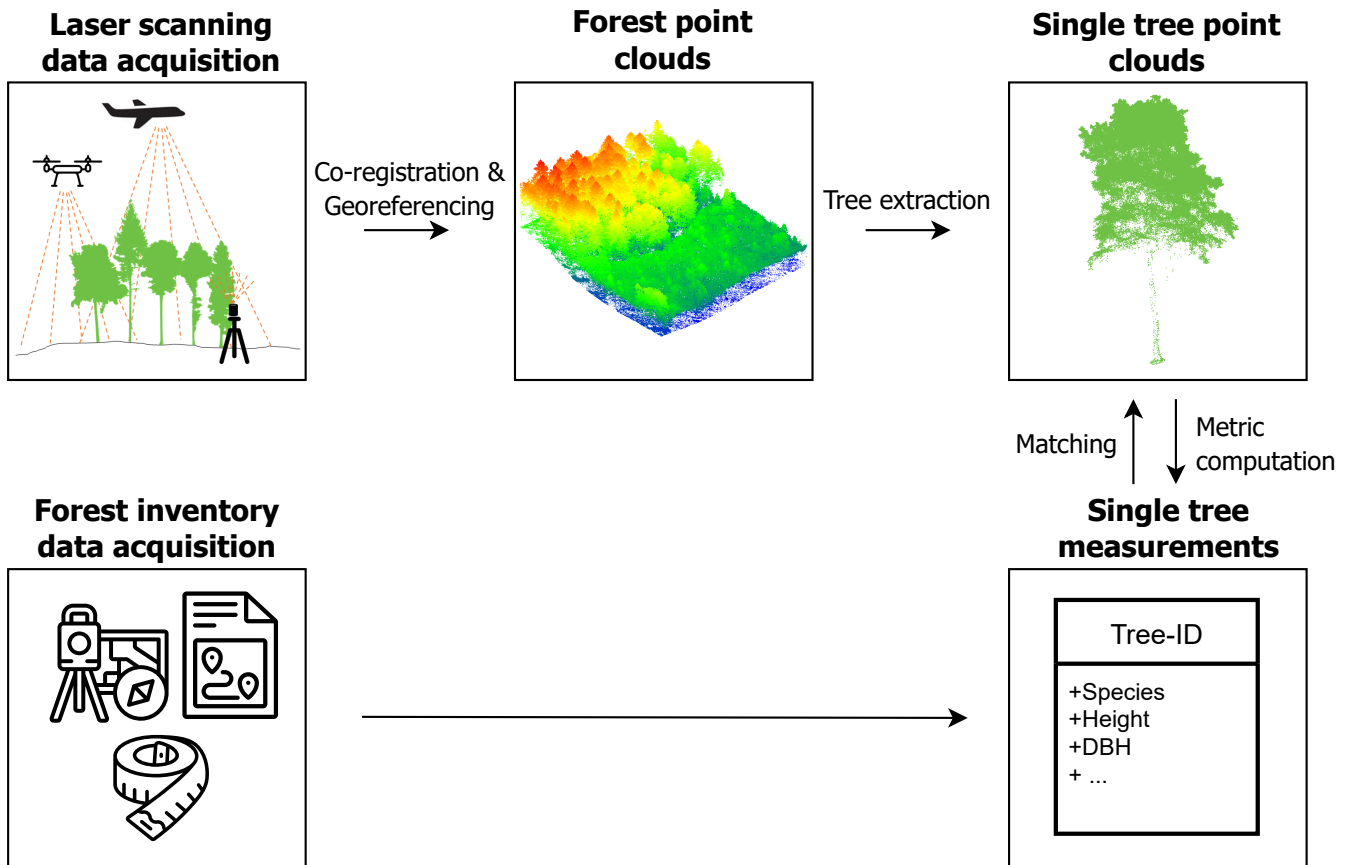 Laser scanning
data acquisition
Forest point
clouds
Single tree point
clouds
Co-registration &
Georeferencing
Tree extraction
Matching
Metric
computation
Forest inventory
data acquisition
Single tree
measurements
Tree-ID
+Species
+Height
+DBH
+ ...